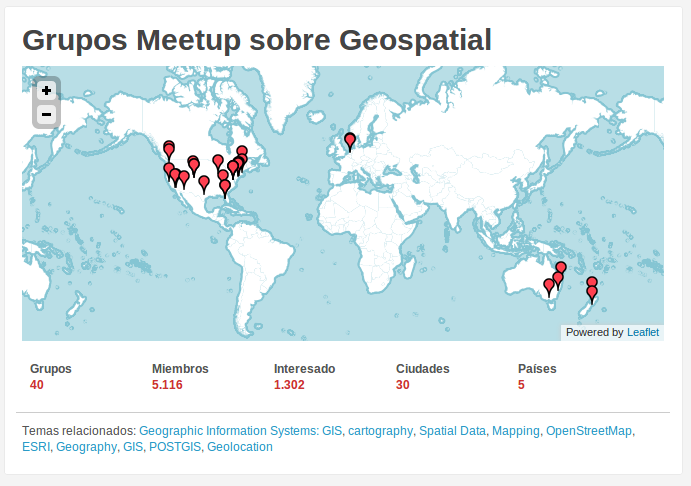 Grupos Meetup sobre Geospatial
+
−
Powered by Leaflet
Grupos Miembros Interesado Ciudades Países
40 5.116 1.302 30 5
Temas relacionados: Geographic Information Systems: GIS, cartography, Spatial Data, Mapping, OpenStreetMap,
ESRI, Geography, GIS, POSTGIS, Geolocation